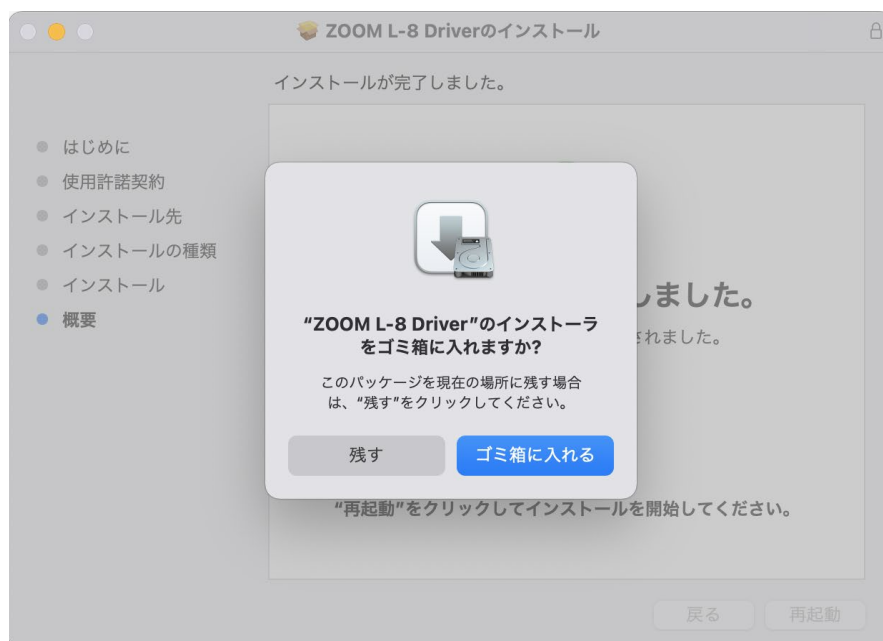 ZOOM L-8 Driverのインストール
インストールが完了しました。
はじめに
使用許諾契約
インストール先
インストールの種類
インストール
概要
しました。
されました。
“ZOOM L-8 Driver”のインストーラ
をゴミ箱に入れますか?
このパッケージを現在の場所に残す場合
は、“残す”をクリックしてください。
残す
ゴミ箱に入れる
“再起動”をクリックしてインストールを開始してください。
戻る
再起動